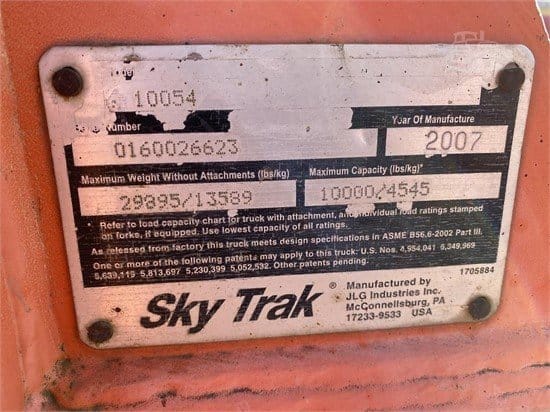 10054
Number
Year Of Manufacture
0160026623
2007
Maximum Weight Without Attachments (lbs/kg)
Maximum Capacity (lbs/kg)*
29895/13589
10000/4545
* Refer to load capacity chart for truck with attachment, and individual load ratings stamped
on forks, if equipped. Use lowest capacity of all ratings.
As released from factory this truck meets design specifications in ASME B56.6-2002 Part III.
One or more of the following patents may apply to this truck: U.S. Nos. 4,954,041 6,349,969
5,639,119 5,813,697 5,230,399 5,052,532. Other patents pending.
1705884
Sky Trak ®
Manufactured by
JLG Industries Inc.
McConnellsburg, PA
17233-9533 USA